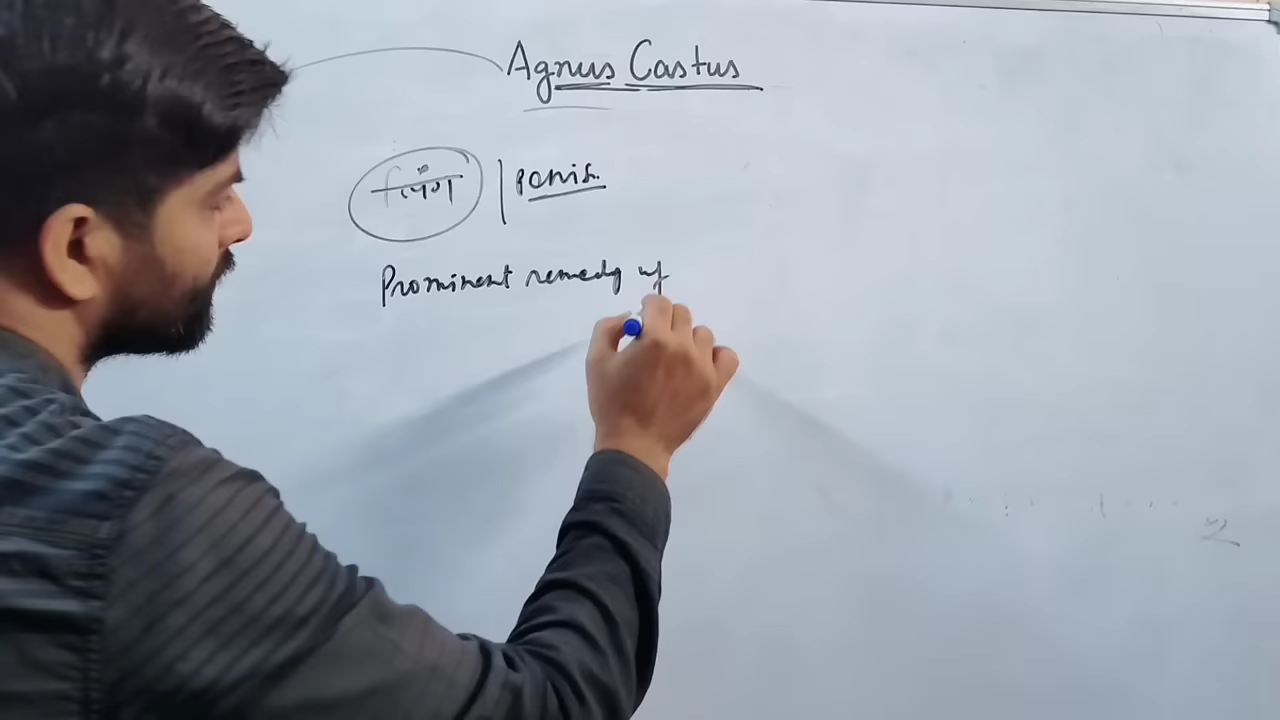 Agnus Castus
लिंग | penis.
Prominent remedy of